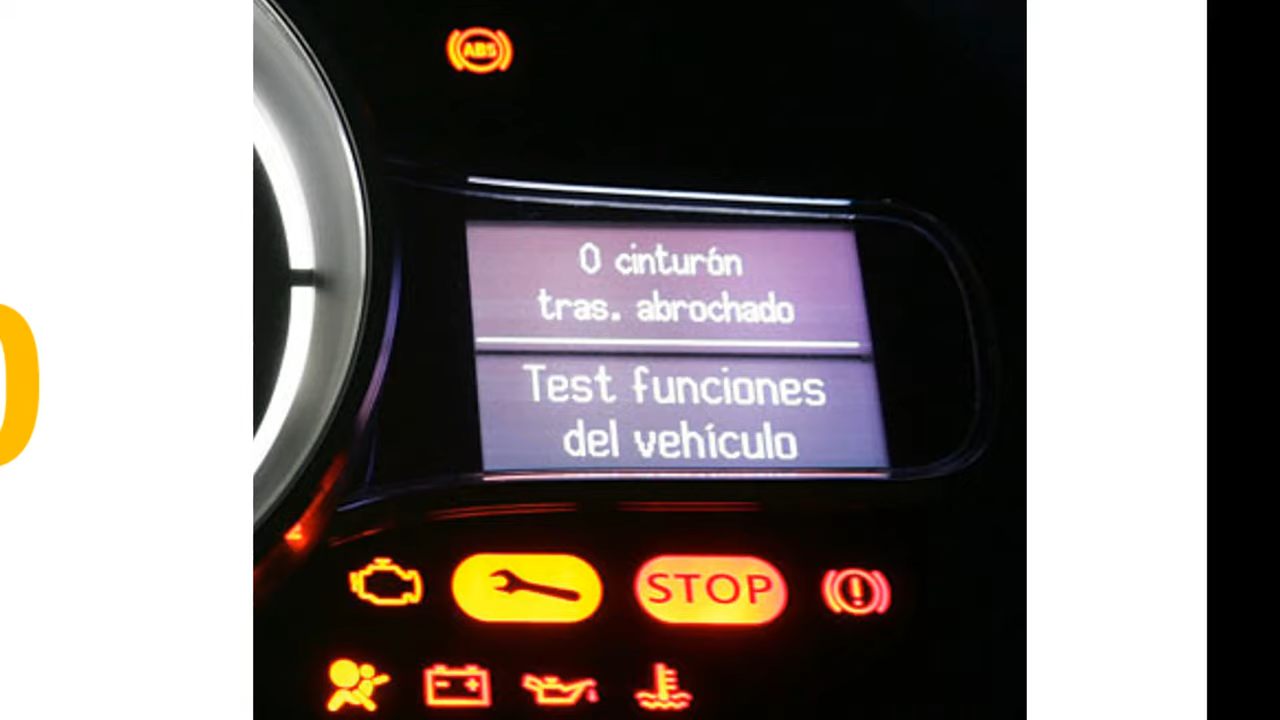 ABS
0 cinturón
tras. abrochado
Test funciones
del vehículo
STOP